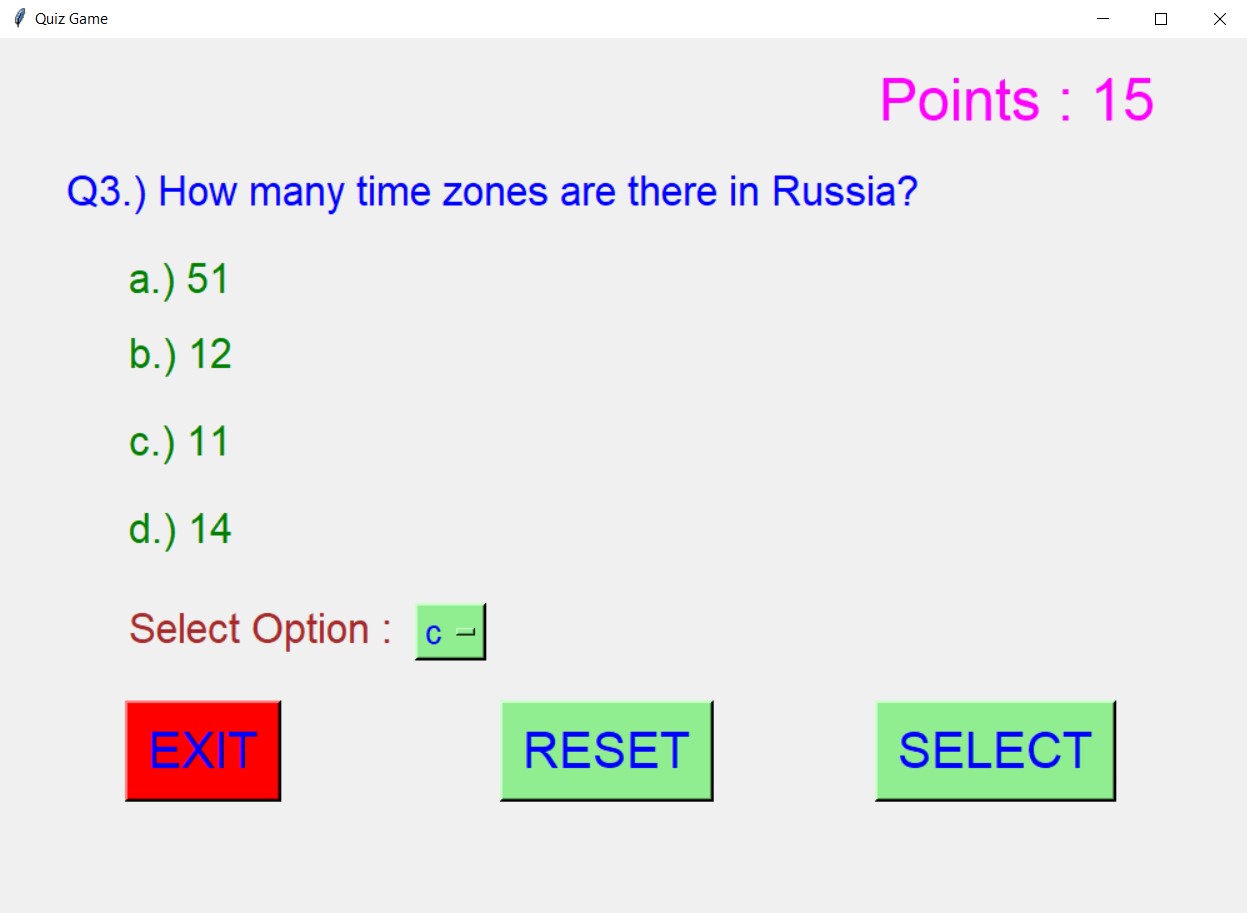 Quiz Game
Points : 15
Q3.) How many time zones are there in Russia?
a.) 51
b.) 12
c.) 11
d.) 14
Select Option : c
EXIT RESET SELECT